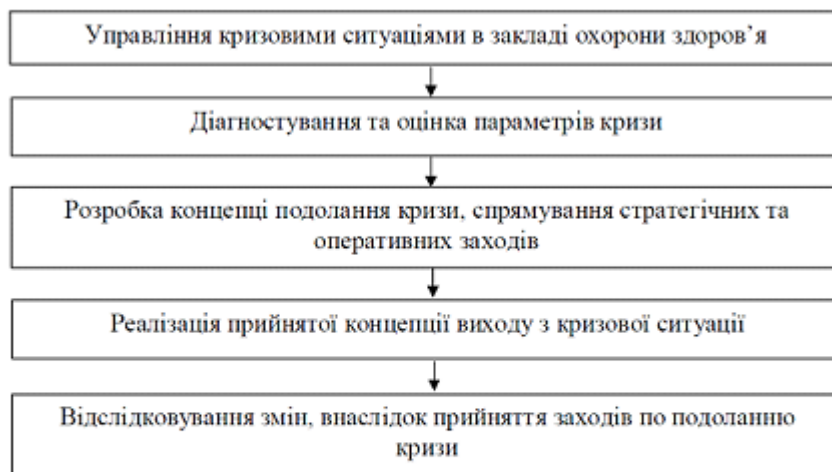 Управління кризовими ситуаціями в закладі охорони здоров’я
Діагностування та оцінка параметрів кризи
Розробка концепці подолання кризи, спрямування стратегічних та
оперативних заходів
Реалізація прийнятої концепції виходу з кризової ситуації
Відслідковування змін, внаслідок прийняття заходів по подоланню
кризи